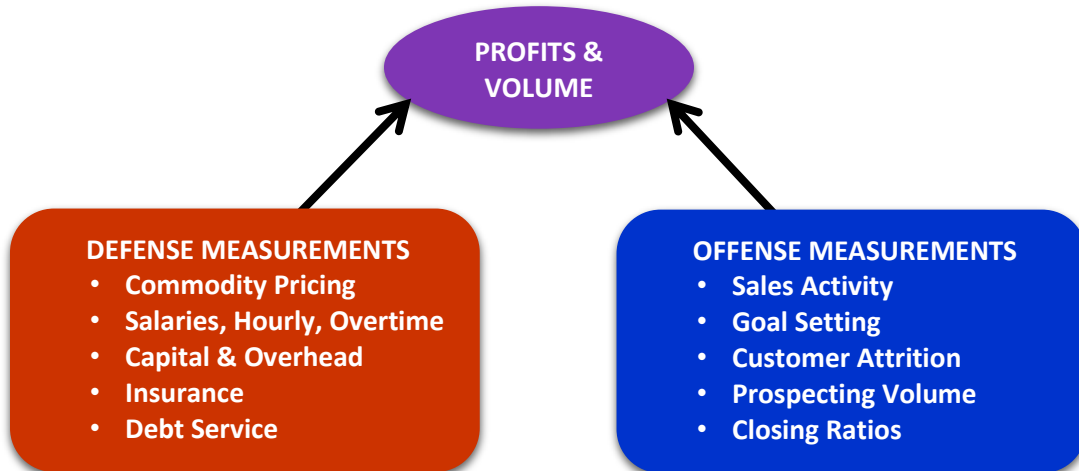 PROFITS &
VOLUME
DEFENSE MEASUREMENTS
• Commodity Pricing
• Salaries, Hourly, Overtime
• Capital & Overhead
• Insurance
• Debt Service
OFFENSE MEASUREMENTS
• Sales Activity
• Goal Setting
• Customer Attrition
• Prospecting Volume
• Closing Ratios